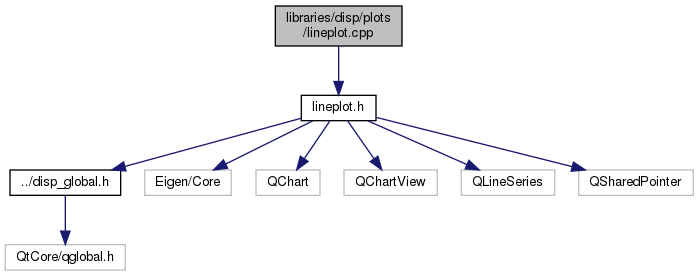 libraries/disp/plots
/lineplot.cpp
lineplot.h
../disp_global.h
Eigen/Core
QChart
QChartView
QLineSeries
QSharedPointer
QtCore/qglobal.h